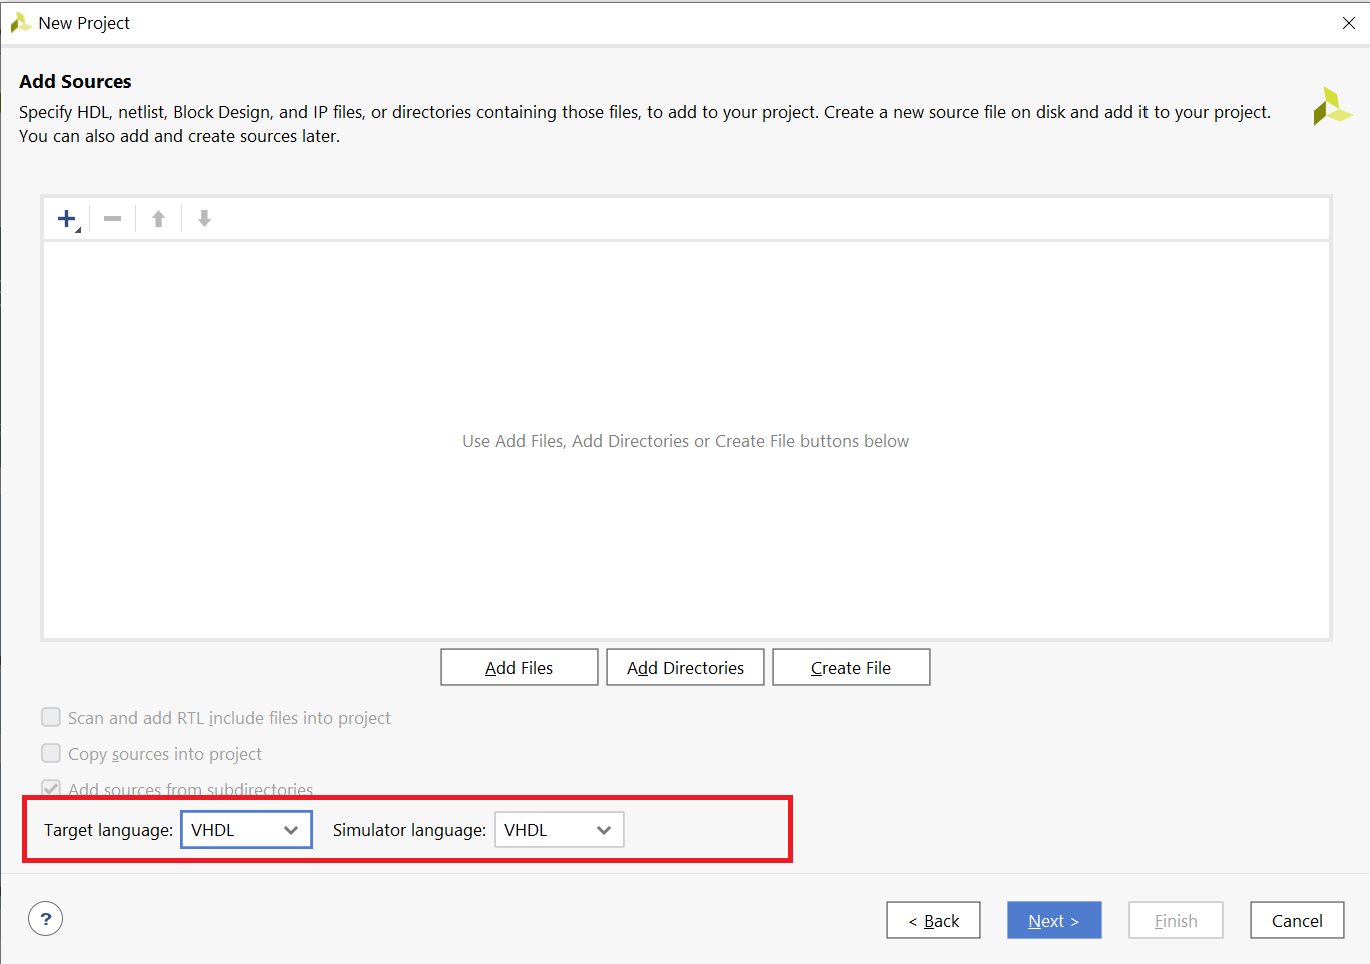 New Project
Add Sources
Specify HDL, netlist, Block Design, and IP files, or directories containing those files, to add to your project. Create a new source file on disk and add it to your project.
You can also add and create sources later.
Use Add Files, Add Directories or Create File buttons below
Add Files
Add Directories
Create File
Scan and add RTL include files into project
Copy sources into project
Add sources from subdirectories
Target language: VHDL Simulator language: VHDL
? < Back Next > Finish Cancel